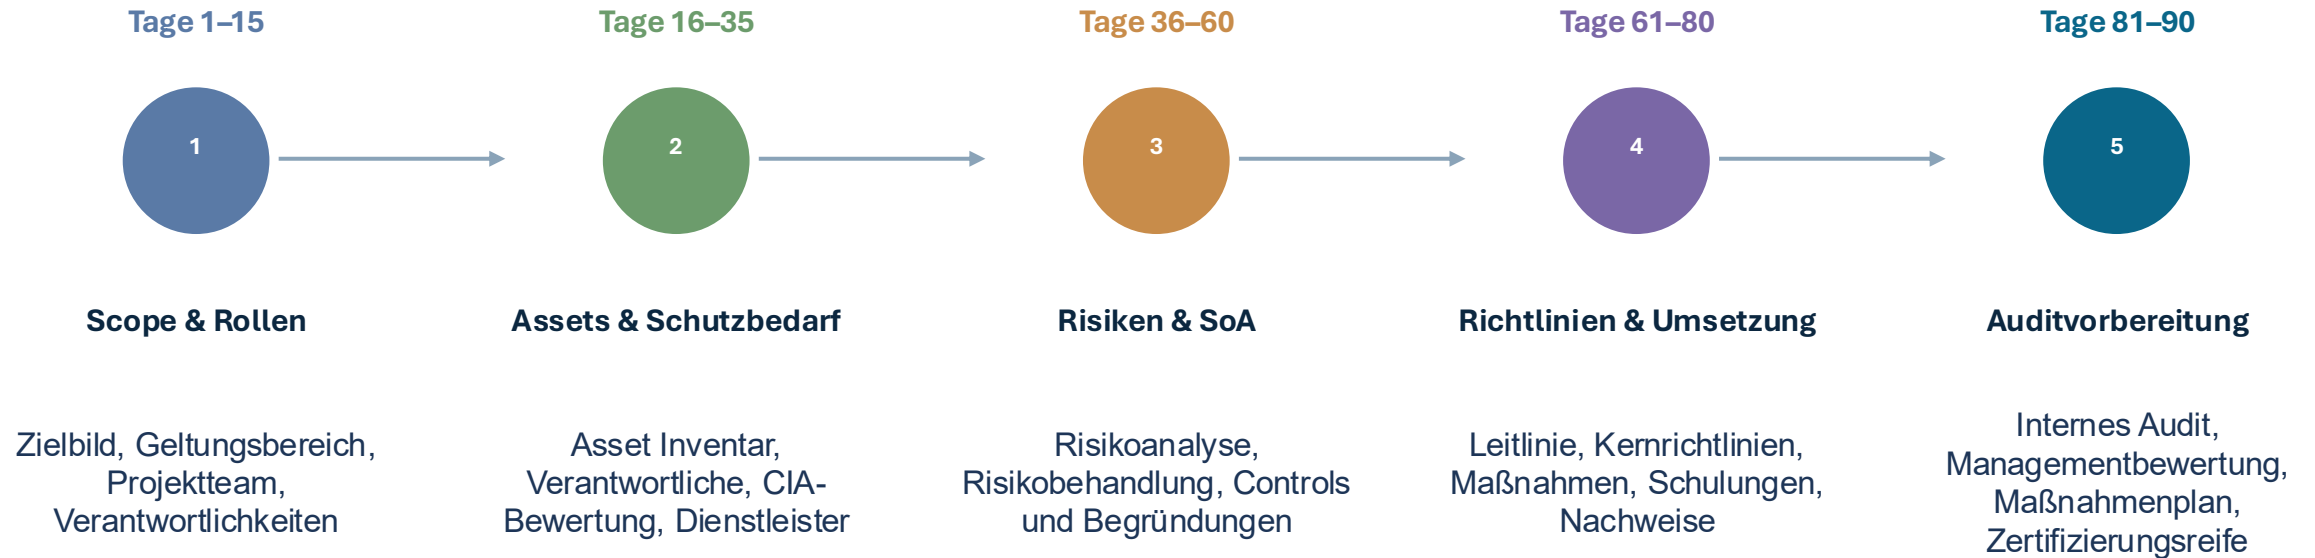 Tage 1–15
Tage 16–35
Tage 36–60
Tage 61–80
Tage 81–90
1
2
3
4
5
Scope & Rollen
Assets & Schutzbedarf
Risiken & SoA
Richtlinien & Umsetzung
Auditvorbereitung
Zielbild, Geltungsbereich,
Projektteam,
Verantwortlichkeiten
Asset Inventar,
Verantwortliche, CIA-
Bewertung, Dienstleister
Risikoanalyse,
Risikobehandlung, Controls
und Begründungen
Leitlinie, Kernrichtlinien,
Maßnahmen, Schulungen,
Nachweise
Internes Audit,
Managementbewertung,
Maßnahmenplan,
Zertifizierungsreife